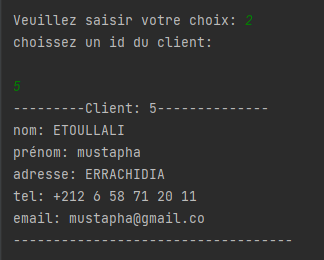 Veuillez saisir votre choix: 2
choissez un id du client:
5
---------Client: 5--------------
nom: ETOULLALI
prénom: mustapha
adresse: ERRACHIDIA
tel: +212 6 58 71 20 11
email: mustapha@gmail.co
-----------------------------------